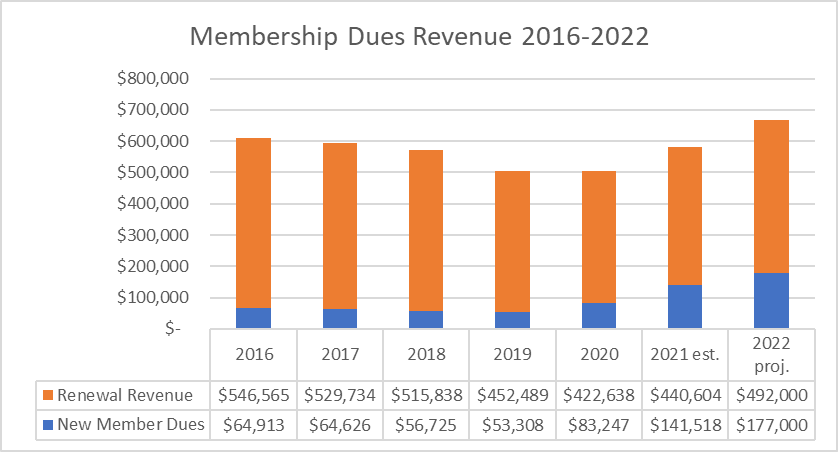 Membership Dues Revenue 2016-2022
$800,000
$700,000
$600,000
$500,000
$400,000
$300,000
$200,000
$100,000
$-
2016 2017 2018 2019 2020 2021 est. 2022 proj.
Renewal Revenue $546,565 $529,734 $515,838 $452,489 $422,638 $440,604 $492,000
New Member Dues $64,913 $64,626 $56,725 $53,308 $83,247 $141,518 $177,000